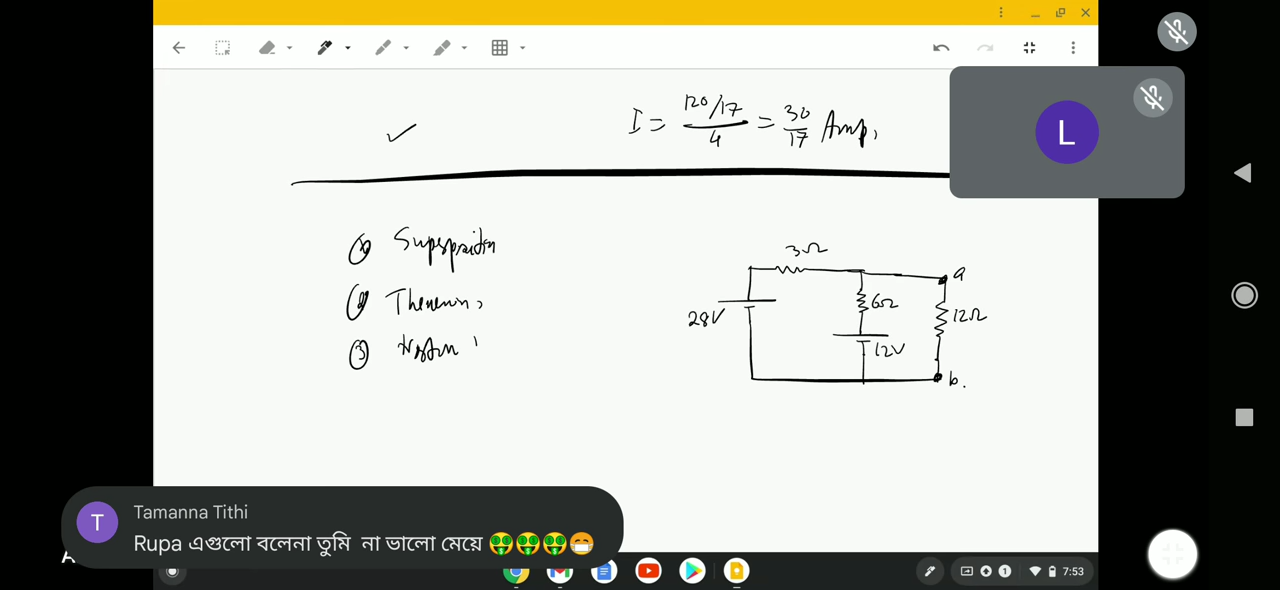 I = 120/17 / 4 = 30/17 Amp.
L
① Superposition
② Thevenin's
③
3Ω
a
28V
6Ω
12Ω
12V
b.
Tamanna Tithi
T
Rupa এগুলো বলেনা তুমি না ভালো মেয়ে 🤑🤑🤑😷
A
1
7:53